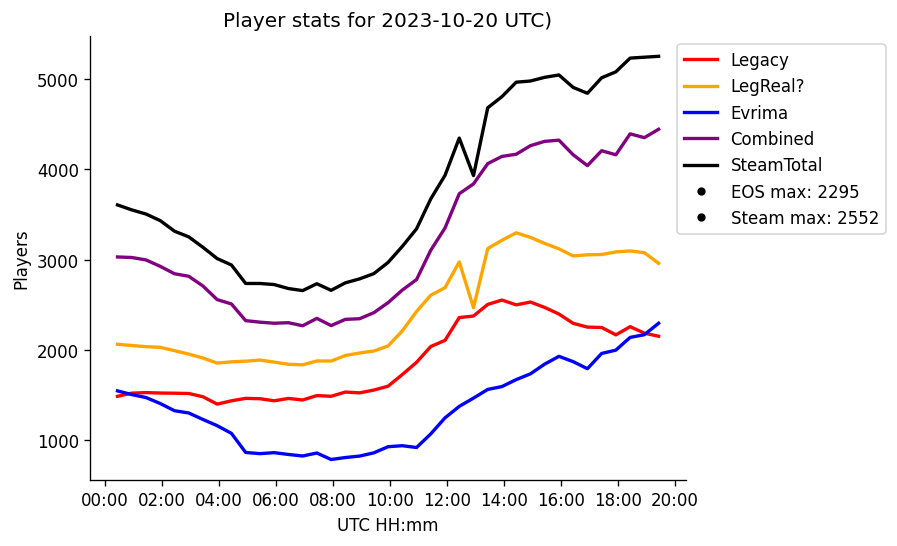 Player stats for 2023-10-20 UTC)
Players
5000
4000
3000
2000
1000
00:00 02:00 04:00 06:00 08:00 10:00 12:00 14:00 16:00 18:00 20:00
UTC HH:mm
Legacy
LegReal?
Evrima
Combined
SteamTotal
EOS max: 2295
Steam max: 2552